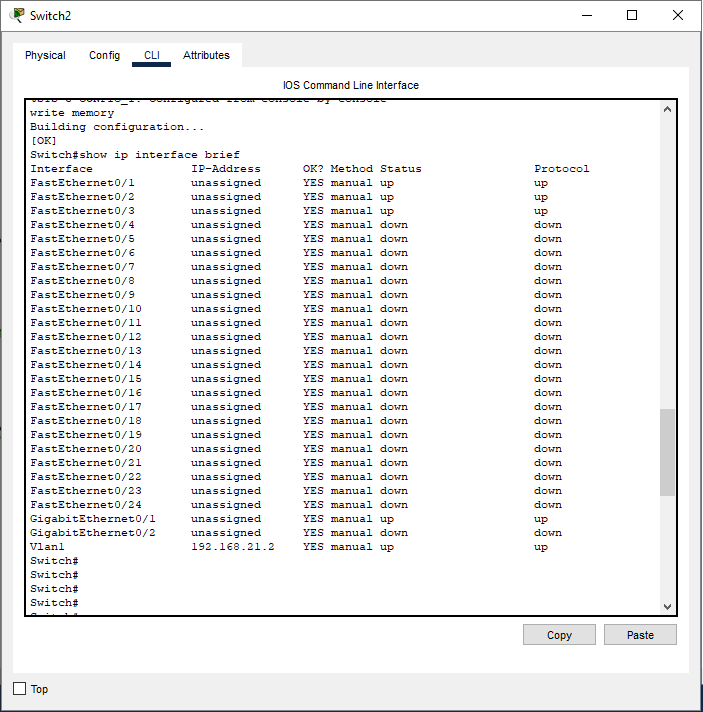 Switch2
Physical Config CLI Attributes
IOS Command Line Interface
write memory
Building configuration...
[OK]
Switch#show ip interface brief
Interface IP-Address OK? Method Status Protocol
FastEthernet0/1 unassigned YES manual up up
FastEthernet0/2 unassigned YES manual up up
FastEthernet0/3 unassigned YES manual up up
FastEthernet0/4 unassigned YES manual down down
FastEthernet0/5 unassigned YES manual down down
FastEthernet0/6 unassigned YES manual down down
FastEthernet0/7 unassigned YES manual down down
FastEthernet0/8 unassigned YES manual down down
FastEthernet0/9 unassigned YES manual down down
FastEthernet0/10 unassigned YES manual down down
FastEthernet0/11 unassigned YES manual down down
FastEthernet0/12 unassigned YES manual down down
FastEthernet0/13 unassigned YES manual down down
FastEthernet0/14 unassigned YES manual down down
FastEthernet0/15 unassigned YES manual down down
FastEthernet0/16 unassigned YES manual down down
FastEthernet0/17 unassigned YES manual down down
FastEthernet0/18 unassigned YES manual down down
FastEthernet0/19 unassigned YES manual down down
FastEthernet0/20 unassigned YES manual down down
FastEthernet0/21 unassigned YES manual down down
FastEthernet0/22 unassigned YES manual down down
FastEthernet0/23 unassigned YES manual down down
FastEthernet0/24 unassigned YES manual down down
GigabitEthernet0/1 unassigned YES manual up up
GigabitEthernet0/2 unassigned YES manual down down
Vlan1 192.168.21.2 YES manual up up
Switch#
Switch#
Switch#
Switch#
Copy Paste
Top